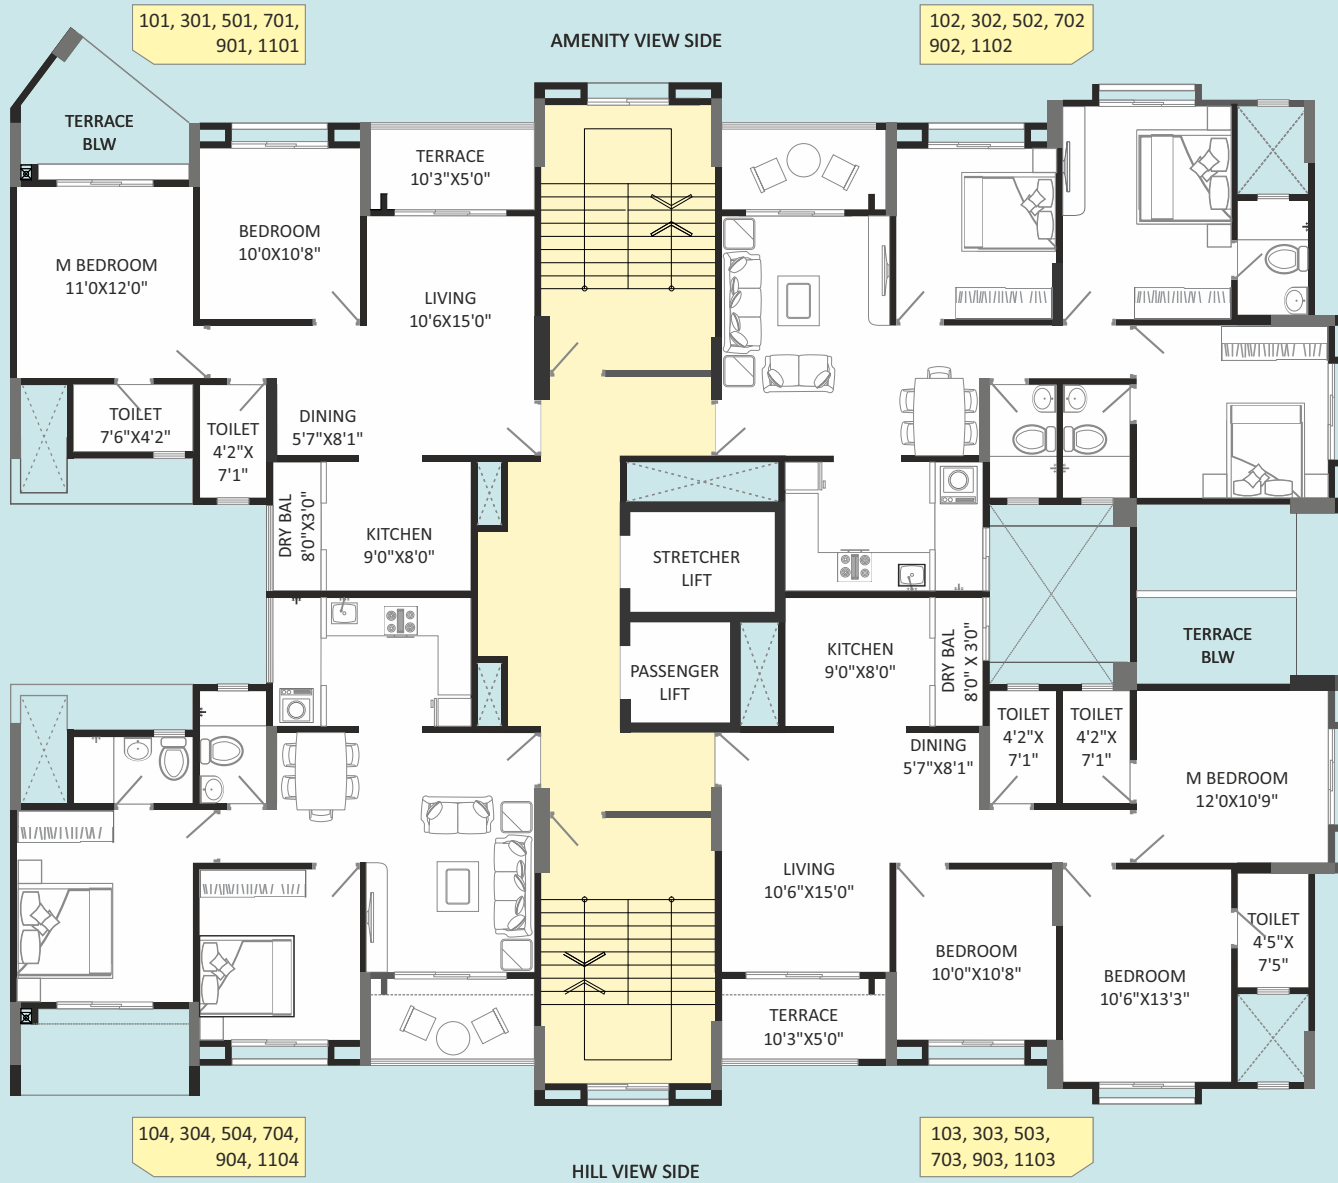 101, 301, 501, 701,
901, 1101
AMENITY VIEW SIDE
102, 302, 502, 702
902, 1102
TERRACE
BLW
TERRACE
10'3"X5'0"
BEDROOM
10'0X10'8"
M BEDROOM
11'0X12'0"
LIVING
10'6X15'0"
TOILET
7'6"X4'2"
TOILET
4'2"X
7'1"
DINING
5'7"X8'1"
DRY BAL
8'0"X3'0"
KITCHEN
9'0"X8'0"
STRETCHER
LIFT
PASSENGER
LIFT
KITCHEN
9'0"X8'0"
DRY BAL
8'0" X 3'0"
TERRACE
BLW
TOILET
4'2"X
7'1"
TOILET
4'2"X
7'1"
DINING
5'7"X8'1"
M BEDROOM
12'0X10'9"
LIVING
10'6"X15'0"
BEDROOM
10'0"X10'8"
BEDROOM
10'6"X13'3"
TOILET
4'5"X
7'5"
TERRACE
10'3"X5'0"
104, 304, 504, 704,
904, 1104
HILL VIEW SIDE
103, 303, 503,
703, 903, 1103